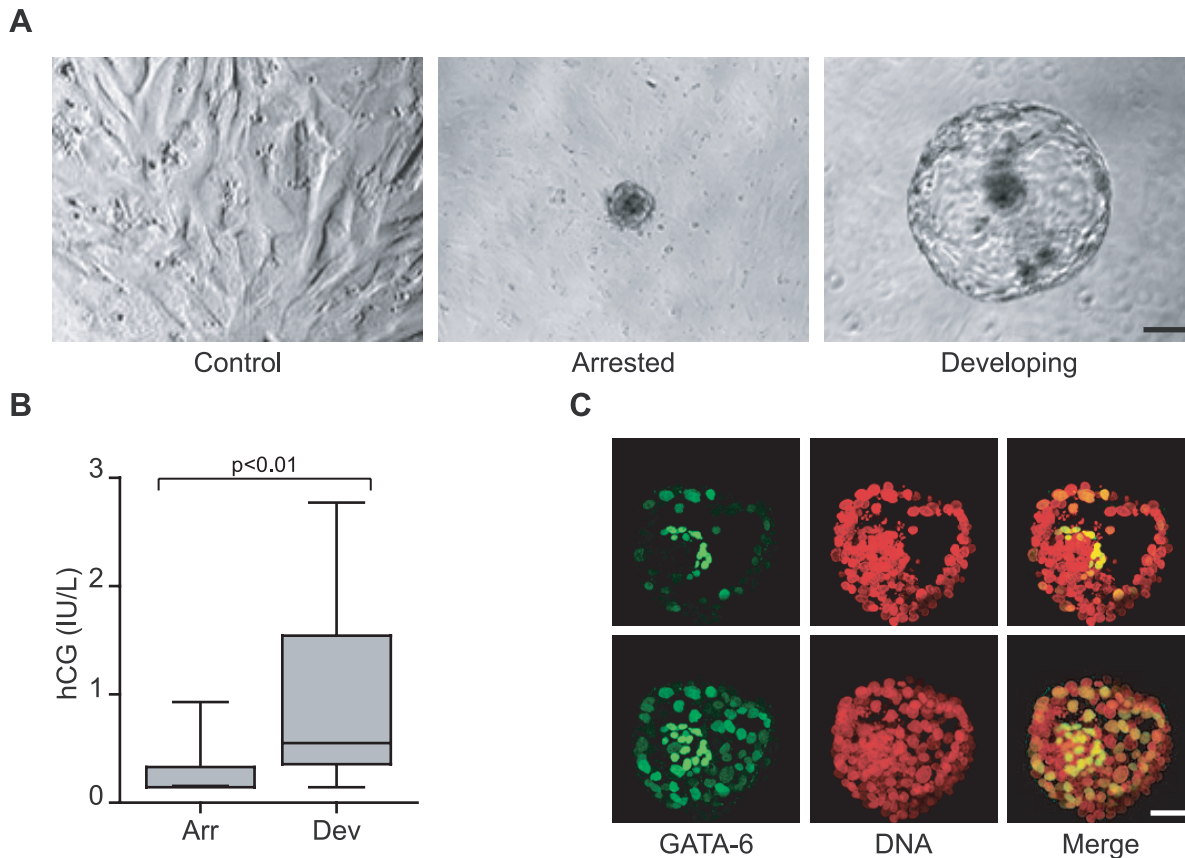 A
Control Arrested Developing
B
p<0.01
3
2
1
0
hCG (IU/L)
Arr Dev
C
GATA-6 DNA Merge